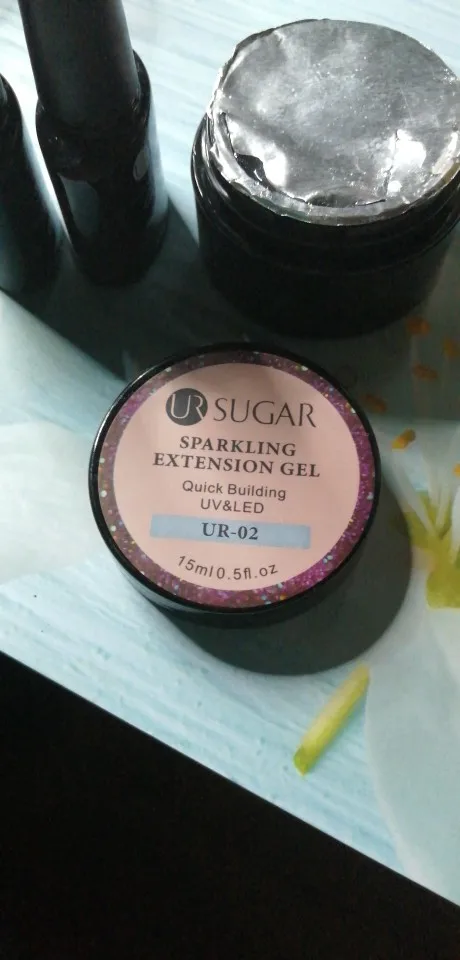 UR SUGAR
SPARKLING
EXTENSION GEL
Quick Building
UV&LED
UR-02
15ml 0.5fl.oz